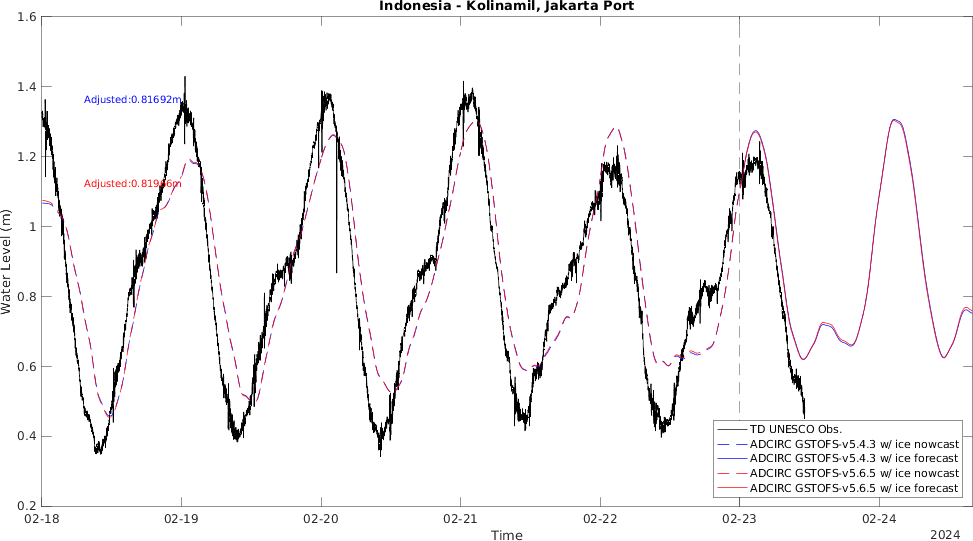 Indonesia - Kolinamil, Jakarta Port
1.6
1.4
1.2
1
0.8
0.6
0.4
0.2
Water Level (m)
Adjusted:0.81692m
Adjusted:0.81966m
TD UNESCO Obs.
ADCIRC GSTOFS-v5.4.3 w/ ice nowcast
ADCIRC GSTOFS-v5.4.3 w/ ice forecast
ADCIRC GSTOFS-v5.6.5 w/ ice nowcast
ADCIRC GSTOFS-v5.6.5 w/ ice forecast
02-18
02-19
02-20
02-21
02-22
02-23
02-24
Time
2024